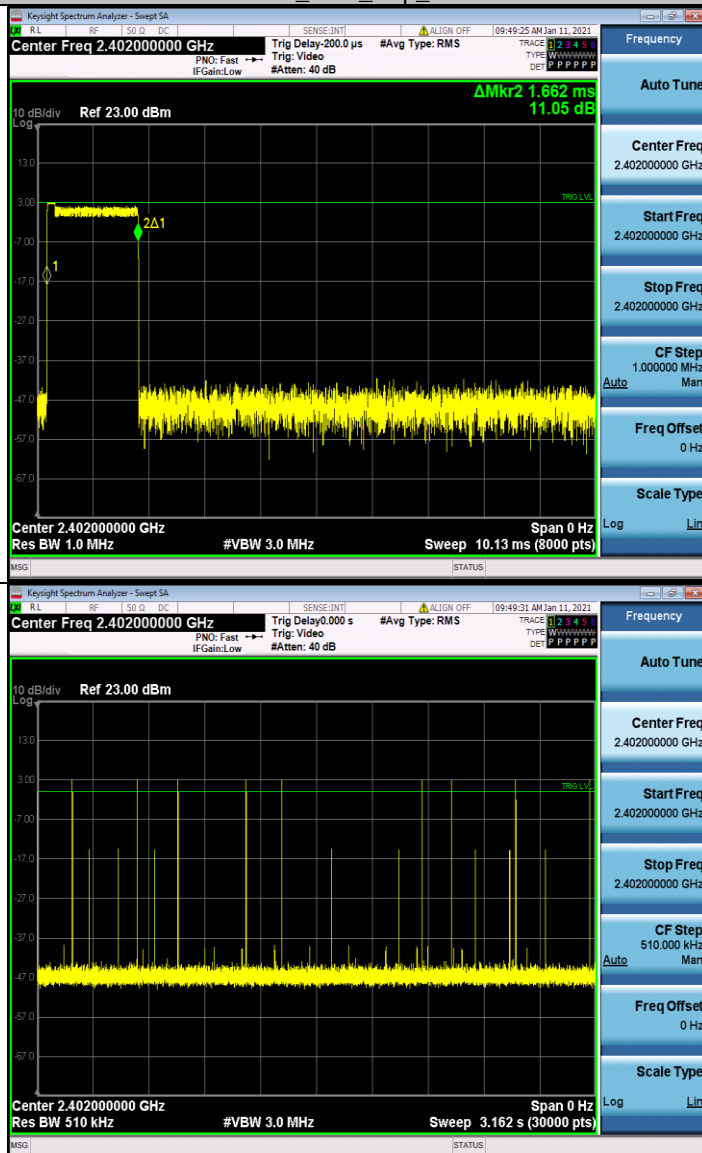 Keysight Spectrum Analyzer - Swept SA
RL RF 50 Ω DC SENSE:INT ALIGN OFF 09:49:25 AM Jan 11, 2021
Center Freq 2.402000000 GHz
Trig Delay-200.0 µs #Avg Type: RMS
TRACE 1 2 3 4 5 6
PNO: Fast Trig: Video
IFGain:Low #Atten: 40 dB
DET P P P P P P
Frequency
ΔMkr2 1.662 ms
11.05 dB
10 dB/div Ref 23.00 dBm
Log
13.0
3.00
TRIG LVL
-7.00
2Δ1
1
-17.0
-27.0
-37.0
-47.0
-57.0
-67.0
Center 2.402000000 GHz Span 0 Hz
Res BW 1.0 MHz #VBW 3.0 MHz Sweep 10.13 ms (8000 pts)
MSG STATUS
Auto Tune
Center Freq
2.402000000 GHz
Start Freq
2.402000000 GHz
Stop Freq
2.402000000 GHz
CF Step
1.000000 MHz
Auto Man
Freq Offset
0 Hz
Scale Type
Log Lin
Keysight Spectrum Analyzer - Swept SA
RL RF 50 Ω DC SENSE:INT ALIGN OFF 09:49:31 AM Jan 11, 2021
Center Freq 2.402000000 GHz
Trig Delay0.000 s #Avg Type: RMS
TRACE 1 2 3 4 5 6
PNO: Fast Trig: Video
IFGain:Low #Atten: 40 dB
DET P P P P P P
Frequency
10 dB/div Ref 23.00 dBm
Log
13.0
3.00
TRIG LVL
-7.00
-17.0
-27.0
-37.0
-47.0
-57.0
-67.0
Center 2.402000000 GHz Span 0 Hz
Res BW 510 kHz #VBW 3.0 MHz Sweep 3.162 s (30000 pts)
MSG STATUS
Auto Tune
Center Freq
2.402000000 GHz
Start Freq
2.402000000 GHz
Stop Freq
2.402000000 GHz
CF Step
510.000 kHz
Auto Man
Freq Offset
0 Hz
Scale Type
Log Lin